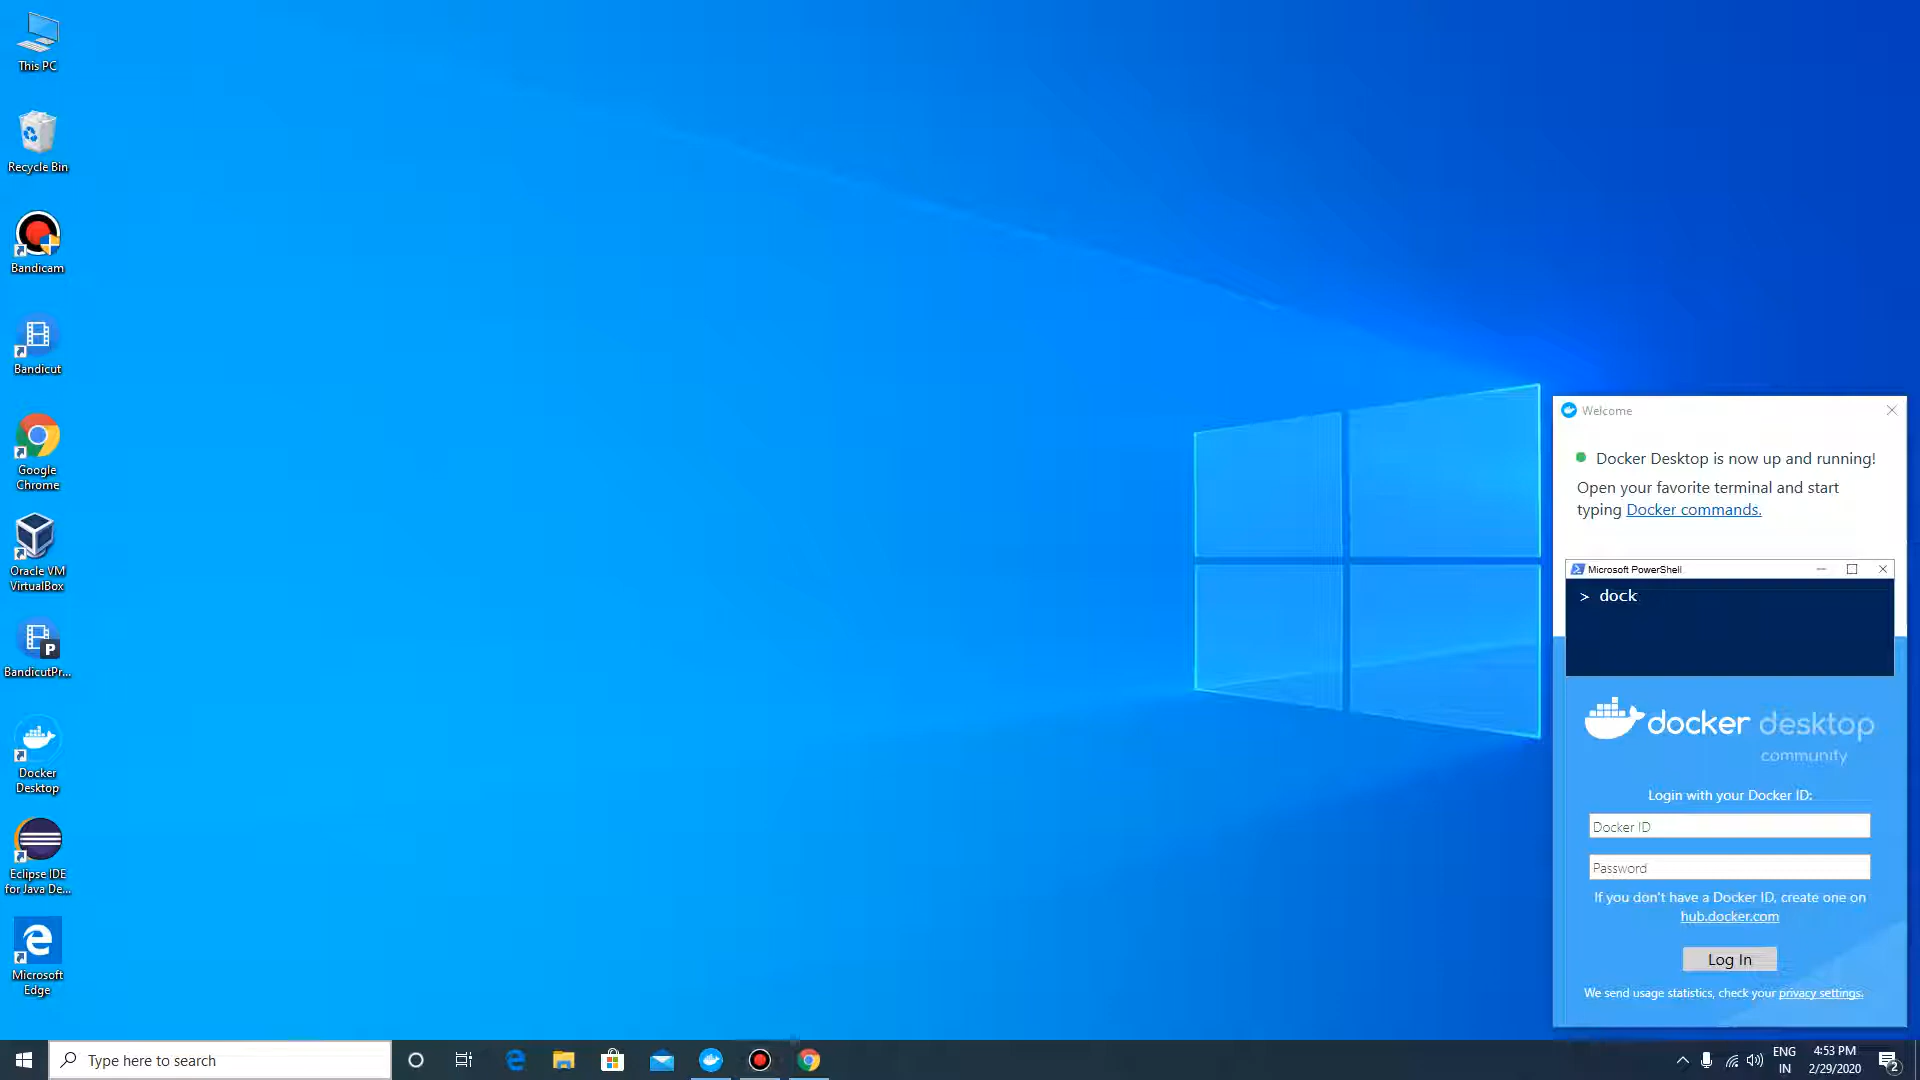 This PC
Recycle Bin
Bandicam
Bandicut
Google
Chrome
Oracle VM
VirtualBox
BandicutPr...
P
Docker
Desktop
Eclipse IDE
for Java De...
Microsoft
Edge
Welcome
Docker Desktop is now up and running!
Open your favorite terminal and start
typing Docker commands.
Microsoft PowerShell
> dock
docker desktop
community
Login with your Docker ID:
Docker ID
Password
If you don't have a Docker ID, create one on
hub.docker.com
Log In
We send usage statistics, check your privacy settings.
Type here to search
ENG
IN
4:53 PM
2/29/2020
2